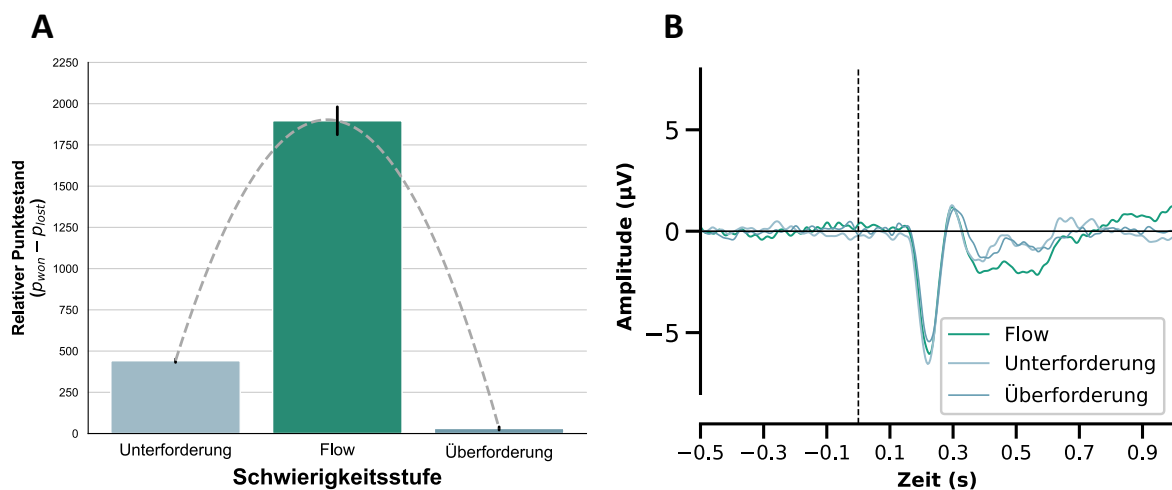 A
2250
2000
1750
1500
1250
1000
750
500
250
0
Relativer Punktestand
(p_won − p_lost)
Unterforderung Flow Überforderung
Schwierigkeitsstufe
B
5
0
−5
Amplitude (µV)
Flow
Unterforderung
Überforderung
−0.5 −0.3 −0.1 0.1 0.3 0.5 0.7 0.9
Zeit (s)